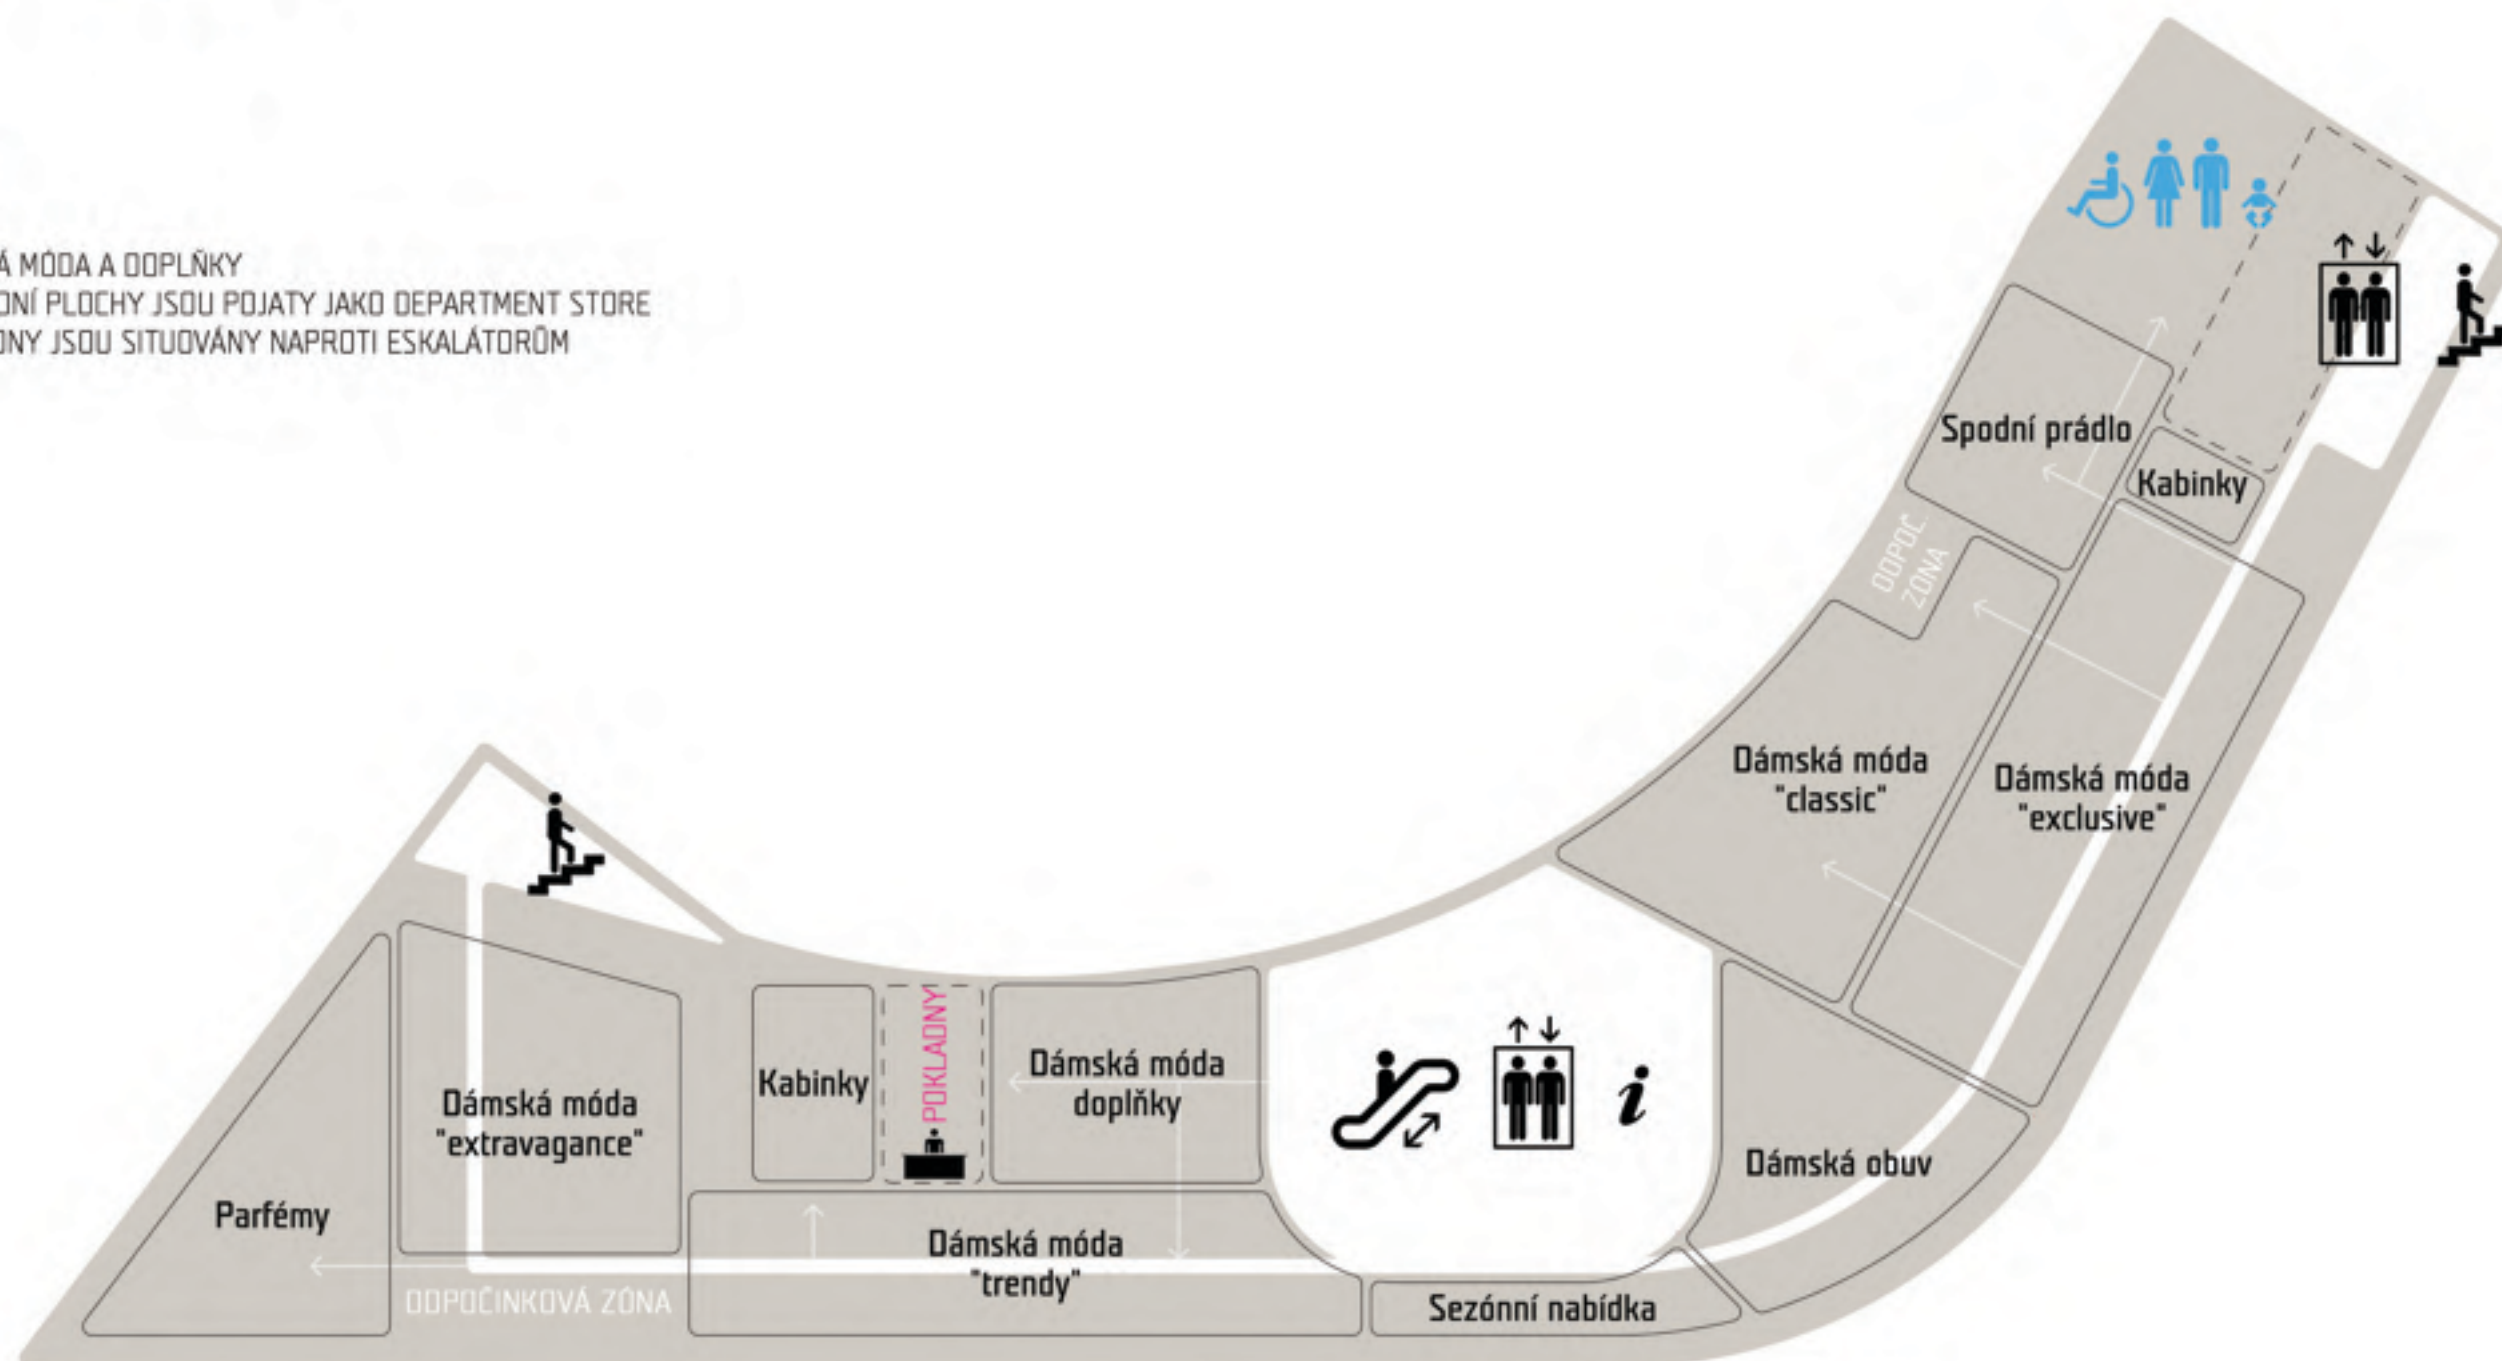 Á MÓDA A DOPLŇKY
DNÍ PLOCHY JSOU POJATY JAKO DEPARTMENT STORE
DNY JSOU SITUOVÁNY NAPROTI ESKALÁTORŮM
Spodní prádlo
Kabinky
ODPOČ.
ZÓNA
Dámská móda
"classic"
Dámská móda
"exclusive"
Kabinky
POKLADNY
Dámská móda
doplňky
i
Dámská móda
"extravagance"
Dámská obuv
Parfémy
Dámská móda
"trendy"
ODPOČINKOVÁ ZÓNA
Sezónní nabídka